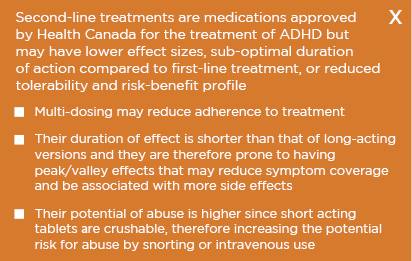 Second-line treatments are medications approved X
by Health Canada for the treatment of ADHD but
may have lower effect sizes, sub-optimal duration
of action compared to first-line treatment, or reduced
tolerability and risk-benefit profile
Multi-dosing may reduce adherence to treatment
Their duration of effect is shorter than that of long-acting
versions and they are therefore prone to having
peak/valley effects that may reduce symptom coverage
and be associated with more side effects
Their potential of abuse is higher since short acting
tablets are crushable, therefore increasing the potential
risk for abuse by snorting or intravenous use